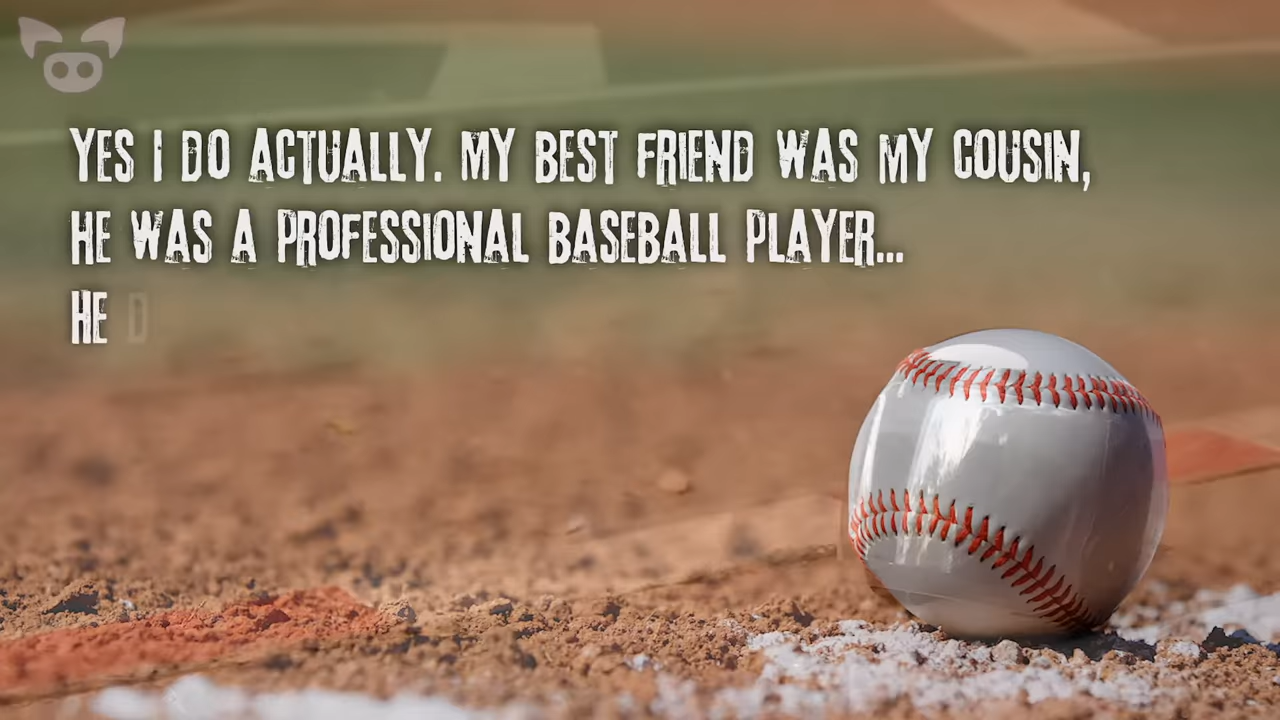 YES I DO ACTUALLY. MY BEST FRIEND WAS MY COUSIN,
HE WAS A PROFESSIONAL BASEBALL PLAYER...
HE D